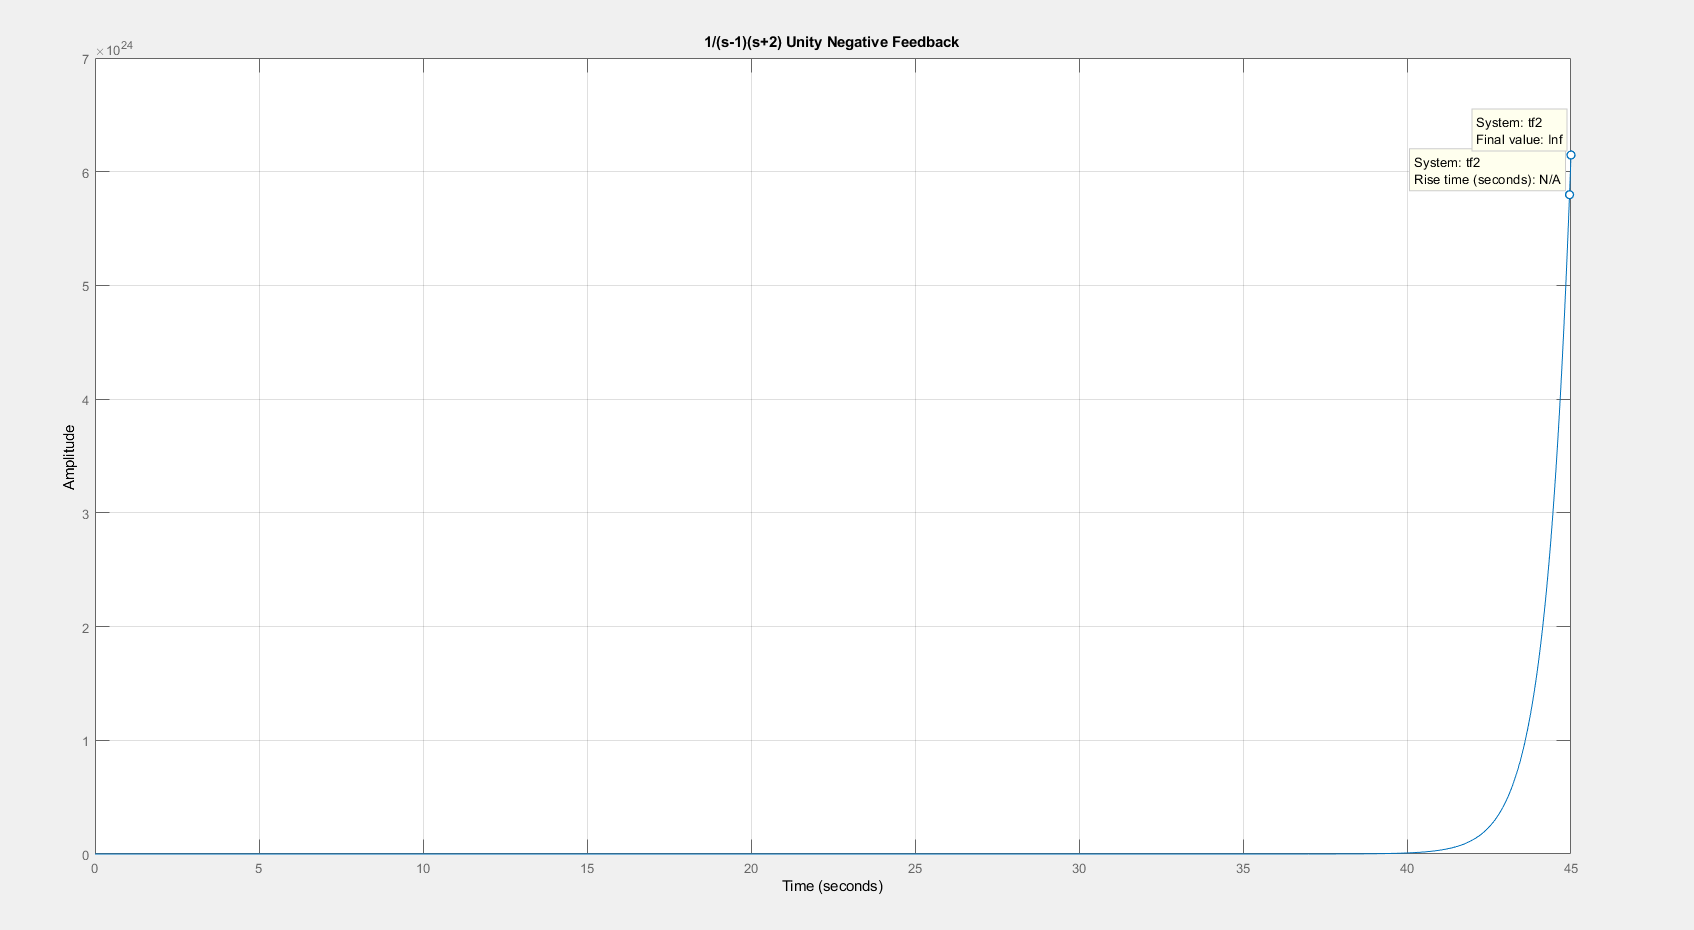 1/(s-1)(s+2) Unity Negative Feedback
×10^24
7
6
5
4
3
2
1
0
Amplitude
System: tf2
Final value: Inf
System: tf2
Rise time (seconds): N/A
0 5 10 15 20 25 30 35 40 45
Time (seconds)